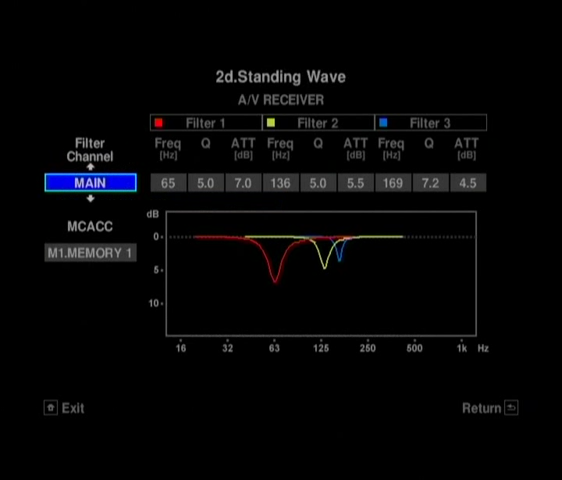 2d.Standing Wave
A/V RECEIVER
Filter 1 Filter 2 Filter 3
Filter Channel
Freq [Hz] Q ATT [dB] Freq [Hz] Q ATT [dB] Freq [Hz] Q ATT [dB]
MAIN 65 5.0 7.0 136 5.0 5.5 169 7.2 4.5
MCACC
M1.MEMORY 1
dB
0
5
10
16 32 63 125 250 500 1k Hz
Exit Return